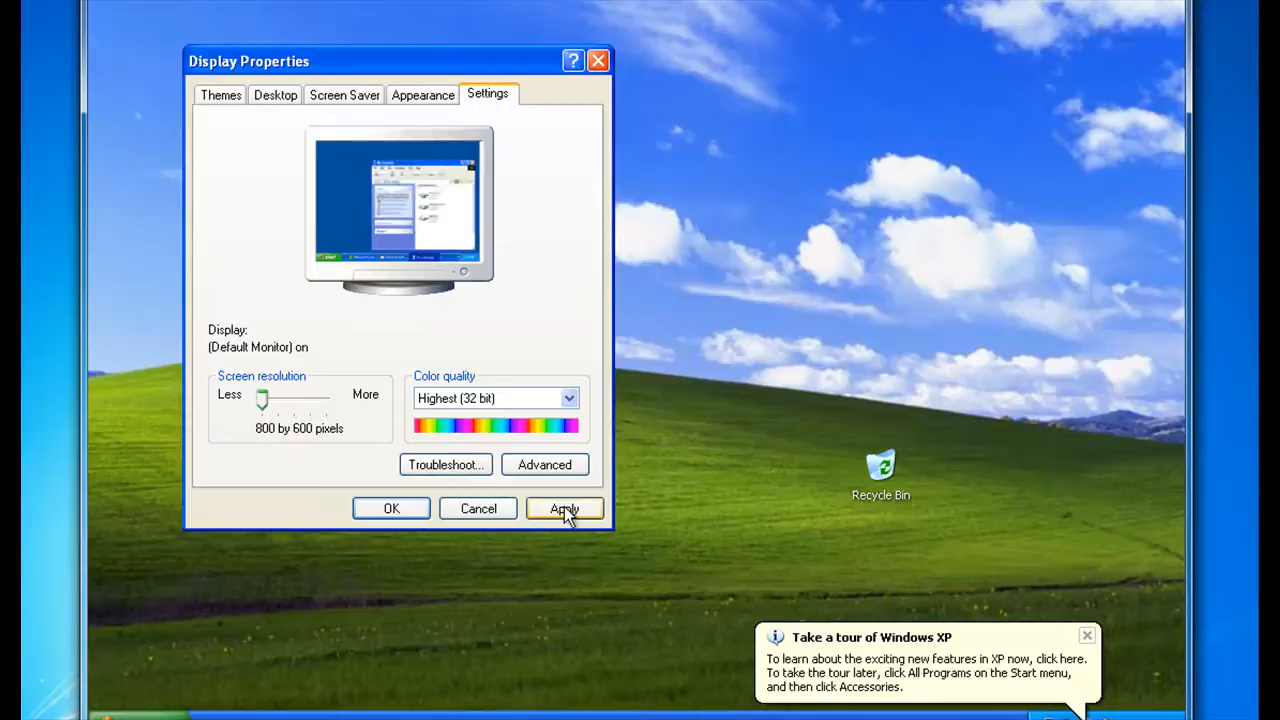 Display Properties
Themes
Desktop
Screen Saver
Appearance
Settings
Display:
(Default Monitor) on
Screen resolution
Less
More
800 by 600 pixels
Color quality
Highest (32 bit)
Troubleshoot...
Advanced
OK
Cancel
Apply
Recycle Bin
Take a tour of Windows XP
To learn about the exciting new features in XP now, click here.
To take the tour later, click All Programs on the Start menu,
and then click Accessories.